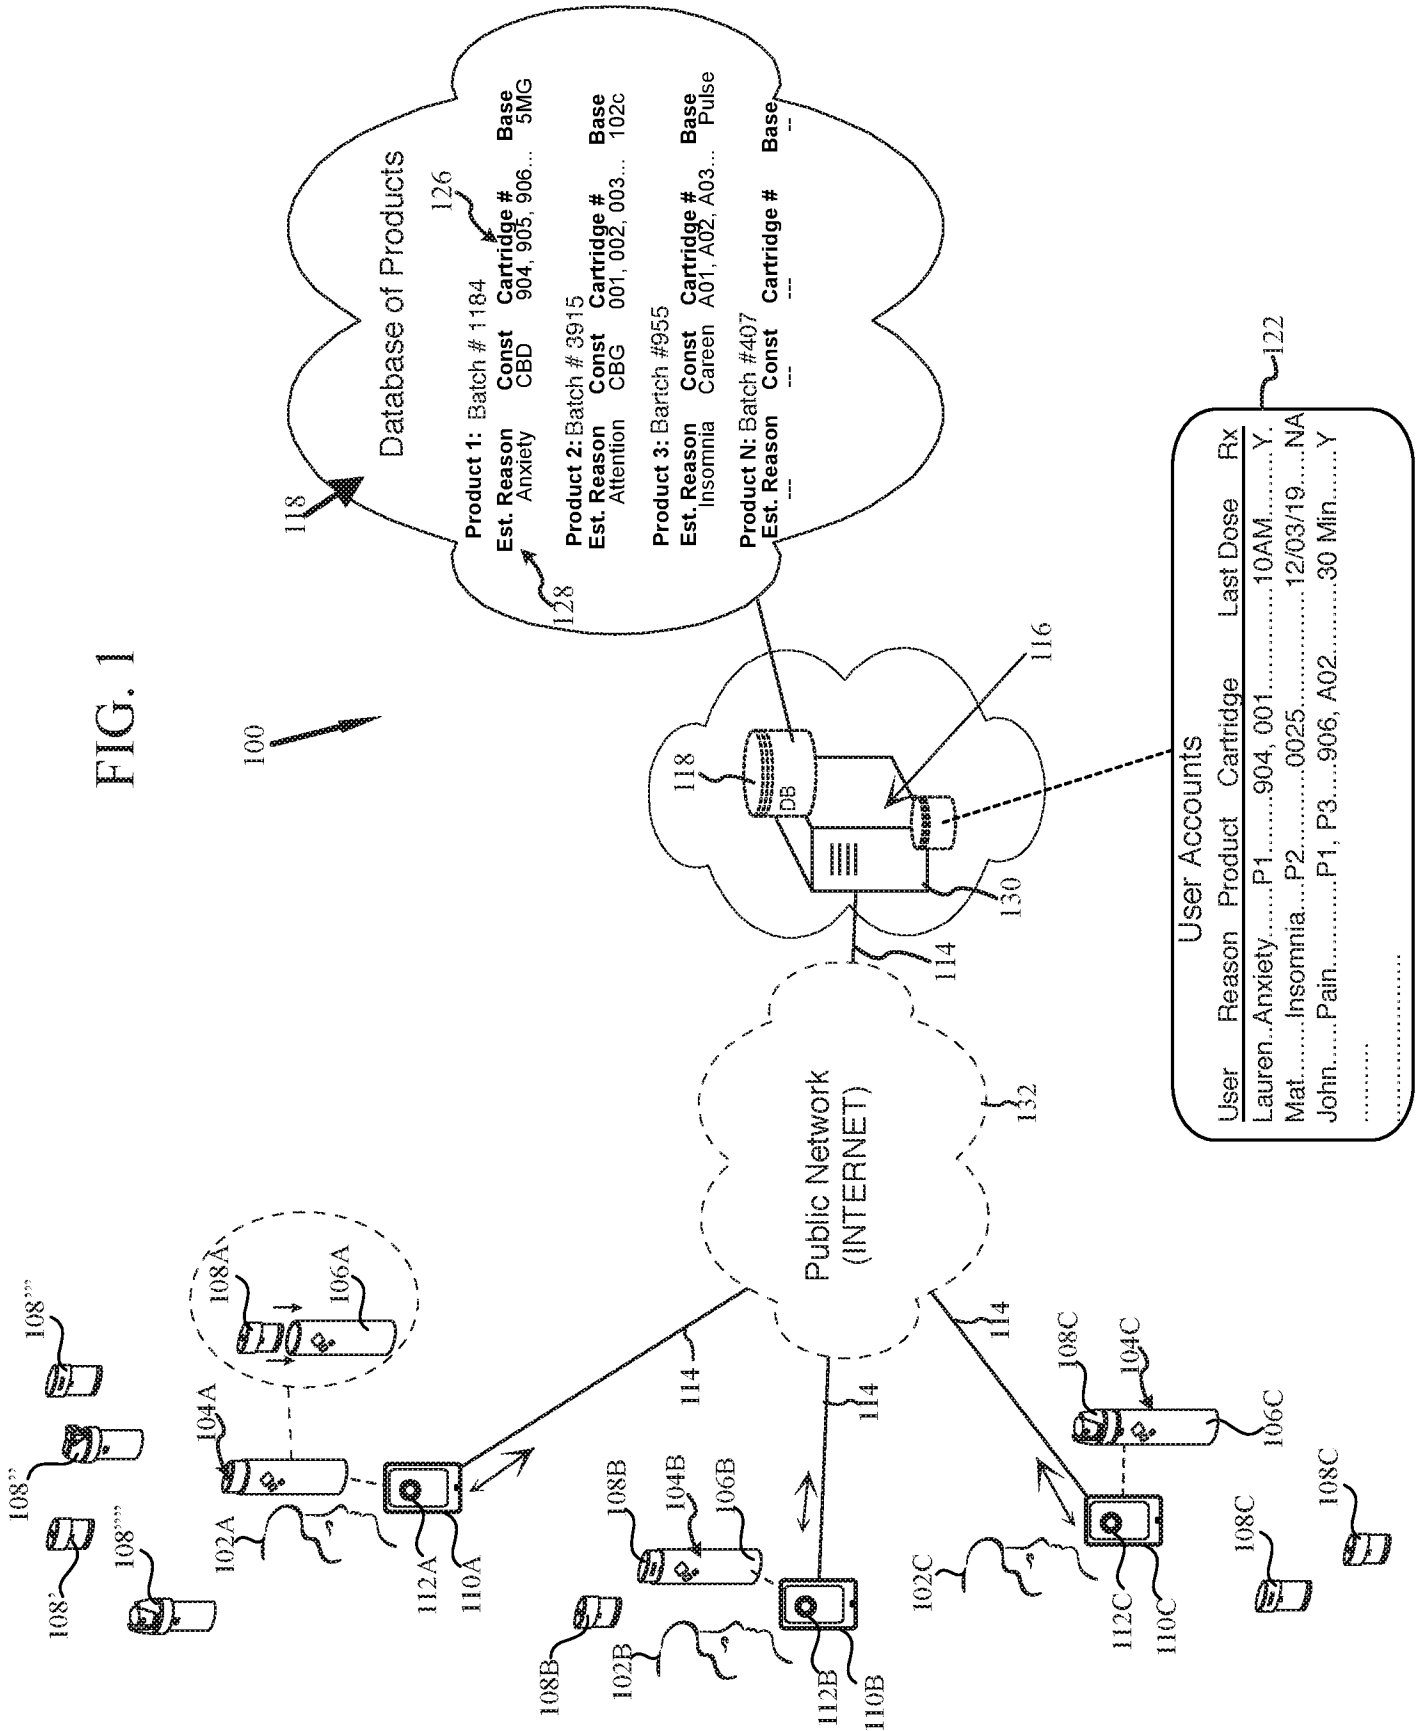 FIG. 1
100
118
Database of Products
126
128
Product 1: Batch # 1184
Est. Reason Const Cartridge # Base
Anxiety CBD 904, 905, 906... 5MG
Product 2: Batch # 3915
Est. Reason Const Cartridge # Base
Attention CBG 001, 002, 003... 102c
Product 3: Bartch #955
Est. Reason Const Cartridge # Base
Insomnia Careen A01, A02, A03... Pulse
Product N: Batch #407
Est. Reason Const Cartridge # Base
--- --- --- --
118
DB
116
130
114
Public Network
(INTERNET)
132
114
114
114
108'
108''
108'''
108''''
102A
104A
108A
106A
112A
110A
108B
108B
102B
104B
106B
112B
110B
102C
108C
104C
106C
112C
110C
108C
108C
122
User Accounts
User Reason Product Cartridge Last Dose Rx
Lauren..Anxiety........P1........904, 001............10AM........Y.
Mat........Insomnia....P2.........0025.................12/03/19....NA
John.....Pain............P1, P3....906, A02.........30 Min.......Y
..........
........................